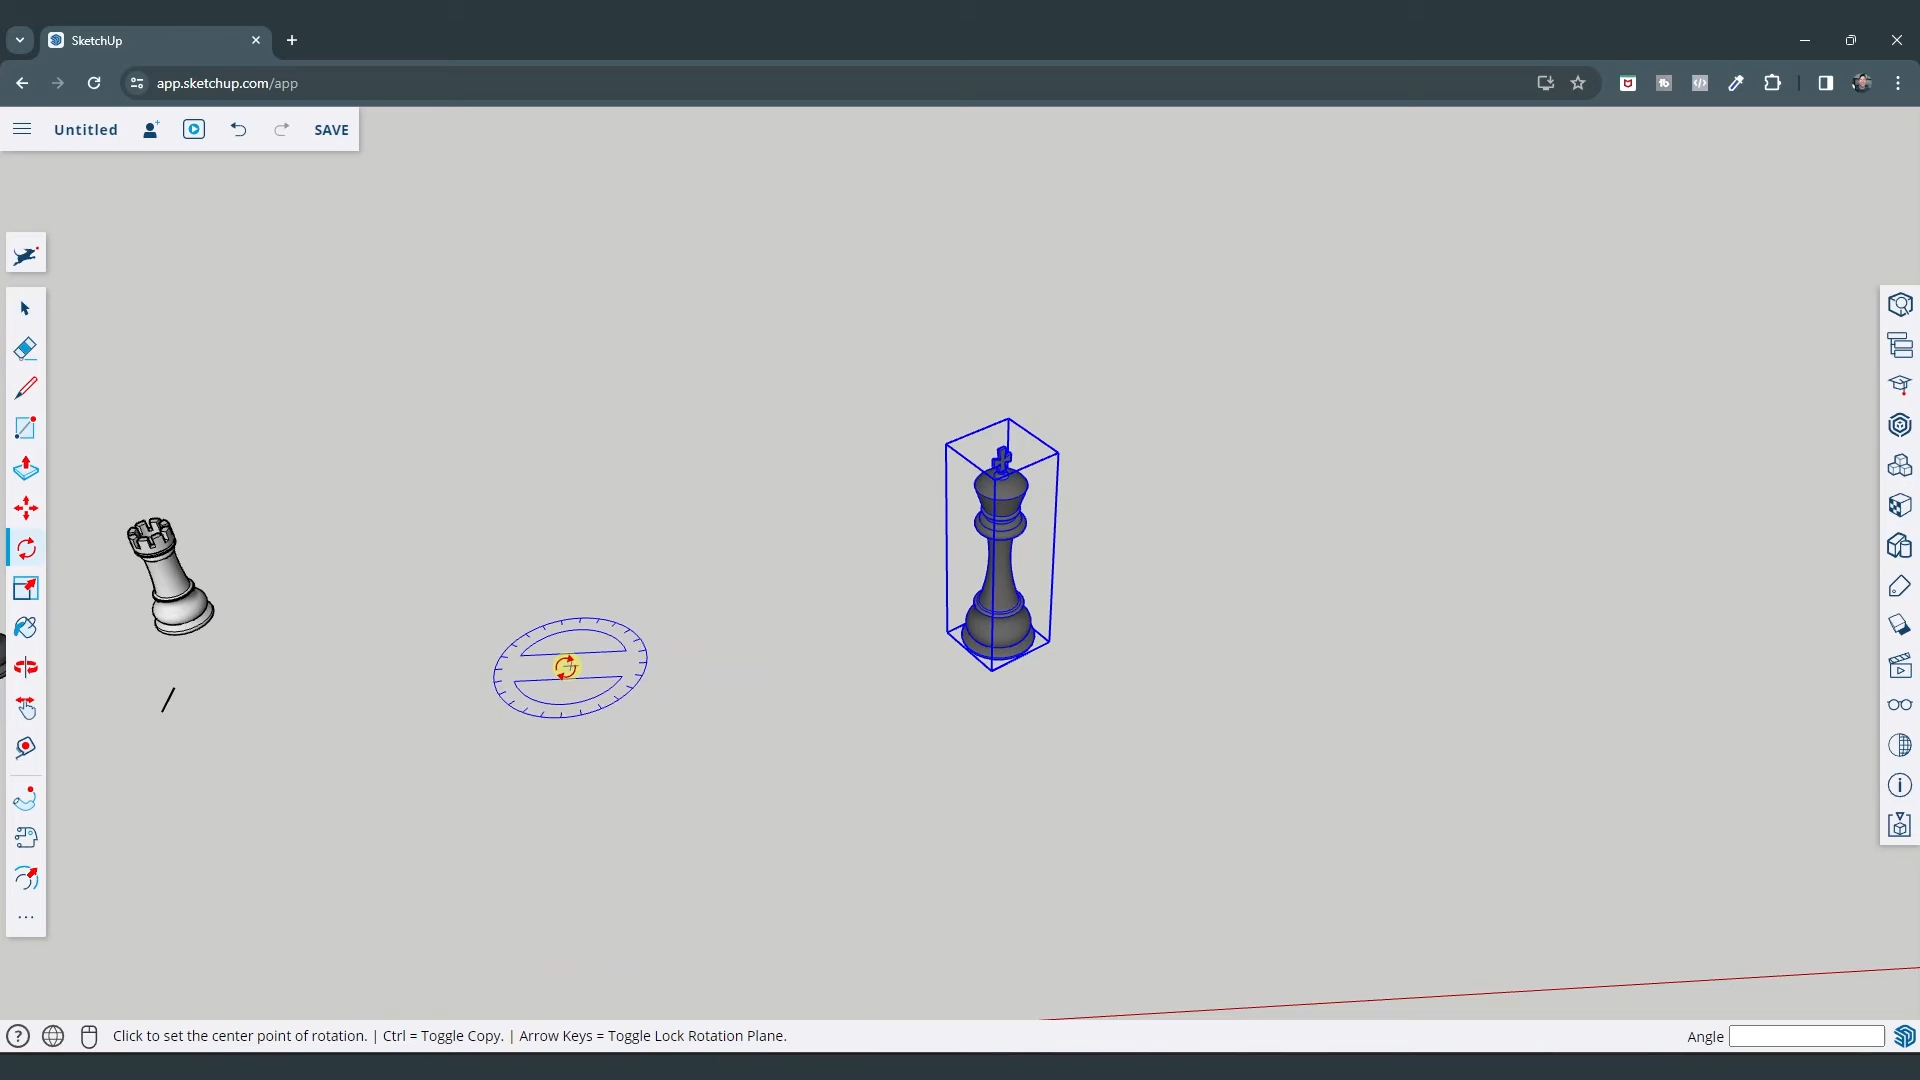 SketchUp
app.sketchup.com/app
Untitled
SAVE
Click to set the center point of rotation. | Ctrl = Toggle Copy. | Arrow Keys = Toggle Lock Rotation Plane.
Angle